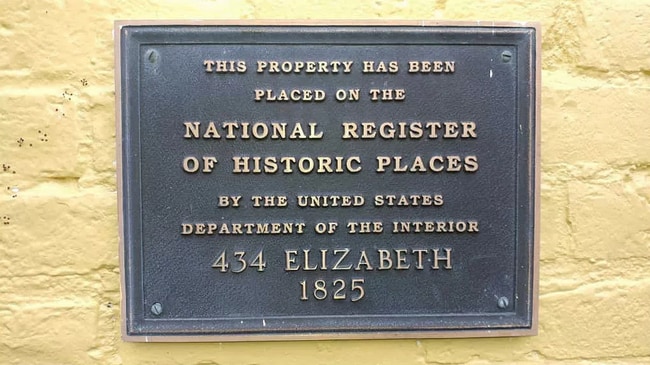 THIS PROPERTY HAS BEEN
PLACED ON THE
NATIONAL REGISTER
OF HISTORIC PLACES
BY THE UNITED STATES
DEPARTMENT OF THE INTERIOR
434 ELIZABETH
1825